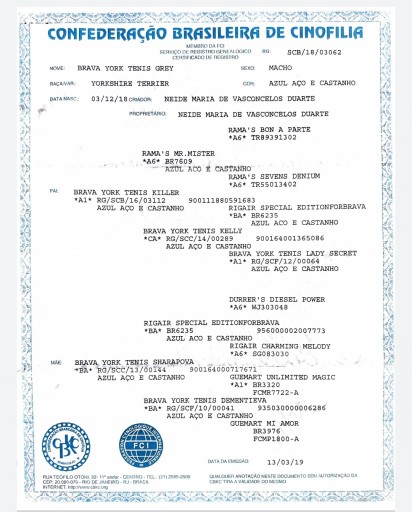 CONFEDERAÇÃO BRASILEIRA DE CINOFILIA
MEMBRO DA FCI
SERVIÇO DE REGISTRO GENEALÓGICO
CERTIFICADO DE REGISTRO
RG: SCB/18/03062
NOME: BRAVA YORK TENIS GREY SEXO: MACHO
RAÇA/VAR: YORKSHIRE TERRIER COR: AZUL AÇO E CASTANHO
DATA NASC.: 03/12/18 CRIADOR: NEIDE MARIA DE VASCONCELOS DUARTE
PROPRIETÁRIO: NEIDE MARIA DE VASCONCELOS DUARTE
RAMA'S BON A PARTE
*A6* TR89391302
RAMA'S MR.MISTER
*A6* BR7609
AZUL ACO E CASTANHO
RAMA'S SEVENS DENIUM
*A6* TR55013402
PAI: BRAVA YORK TENIS KILLER
*A1* RG/SCB/16/03112 900111880591683
AZUL AÇO E CASTANHO
RIGAIR SPECIAL EDITIONFORBRAVA
*BA* BR6235
AZUL AÇO E CASTANHO
BRAVA YORK TENIS KELLY
*CA* RG/SCC/14/00289 900164001365086
AZUL AÇO E CASTANHO
BRAVA YORK TENIS LADY SECRET
*A1* RG/SCF/12/00064
AZUL AÇO E CASTANHO
DURRER'S DIESEL POWER
*A6* WJ303048
RIGAIR SPECIAL EDITIONFORBRAVA
*BA* BR6235 956000002007773
AZUL AÇO E CASTANHO
RIGAIR CHARMING MELODY
*A6* SG083030
MÃE: BRAVA YORK TENIS SHARAPOVA
*BA* RG/SCC/13/00144 900164000717671
AZUL AÇO E CASTANHO
GUEMART UNLIMITED MAGIC
*A1* BR3320
FCMR7722-A
BRAVA YORK TENIS DEMENTIEVA
*BA* RG/SCF/10/00041 935030000006286
AZUL AÇO E CASTANHO
GUEMART MI AMOR
BR3976
FCMP1800-A
CBKC
FCI
DATA DA EMISSÃO: 13/03/19
RUA TEÓFILO OTONI, 92- 11º andar - CENTRO - TEL.: (21)
CEP: 20.090-070 - RIO DE JANEIRO - RJ - BRASIL
INTERNET: http://www.cbkc.org
QUALQUER ANOTAÇÃO NESTE DOCUMENTO SEM AUTORIZAÇÃO DA
CBKC TIRA A VALIDADE DO MESMO